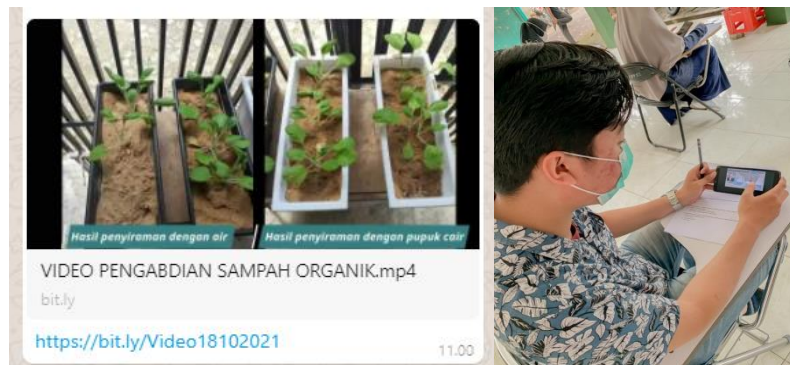 Hasil penyiraman dengan air
Hasil penyiraman dengan pupuk cair
VIDEO PENGABDIAN SAMPAH ORGANIK.mp4
bit.ly
https://bit.ly/Video18102021
11.00